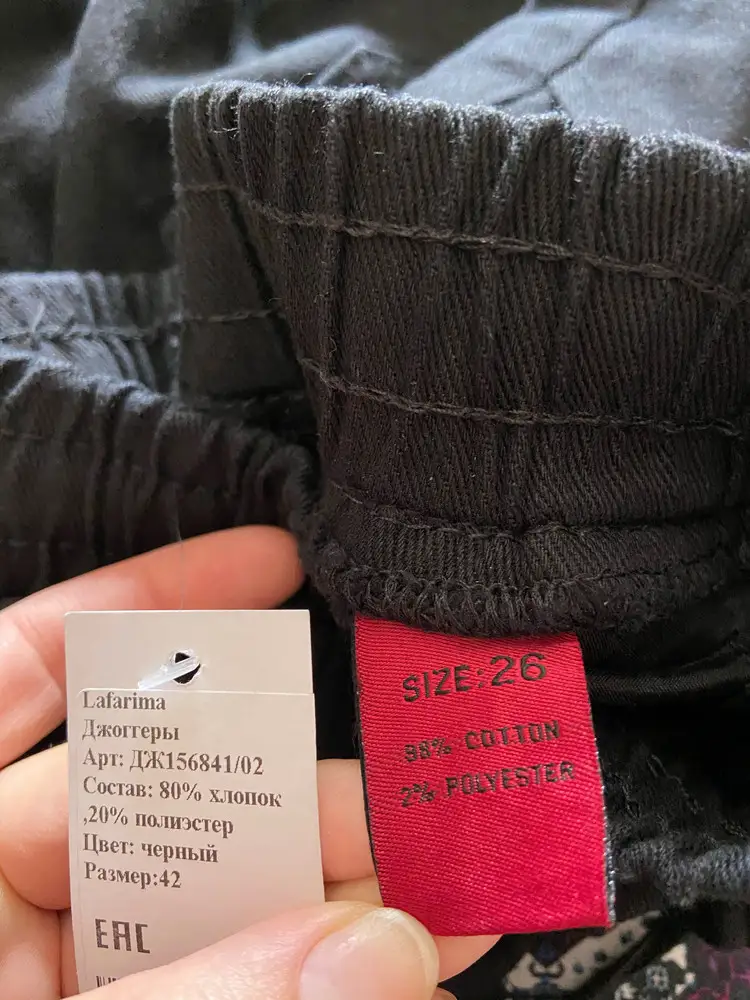 Lafarima
Джоггеры
Арт: ДЖ156841/02
Состав: 80% хлопок
,20% полиэстер
Цвет: черный
Размер:42
EAC
SIZE:26
98% COTTON
2% POLYESTER